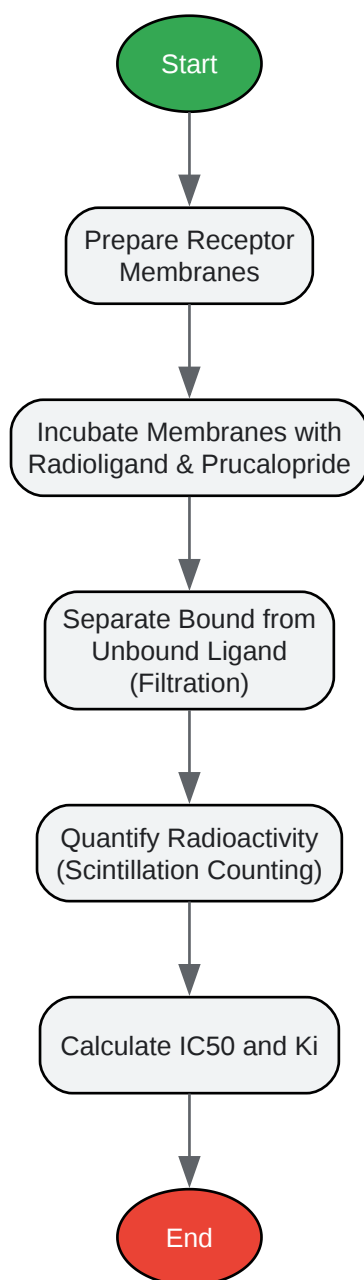 Start
Prepare Receptor
Membranes
Incubate Membranes with
Radioligand & Prucalopride
Separate Bound from
Unbound Ligand
(Filtration)
Quantify Radioactivity
(Scintillation Counting)
Calculate IC50 and Ki
End